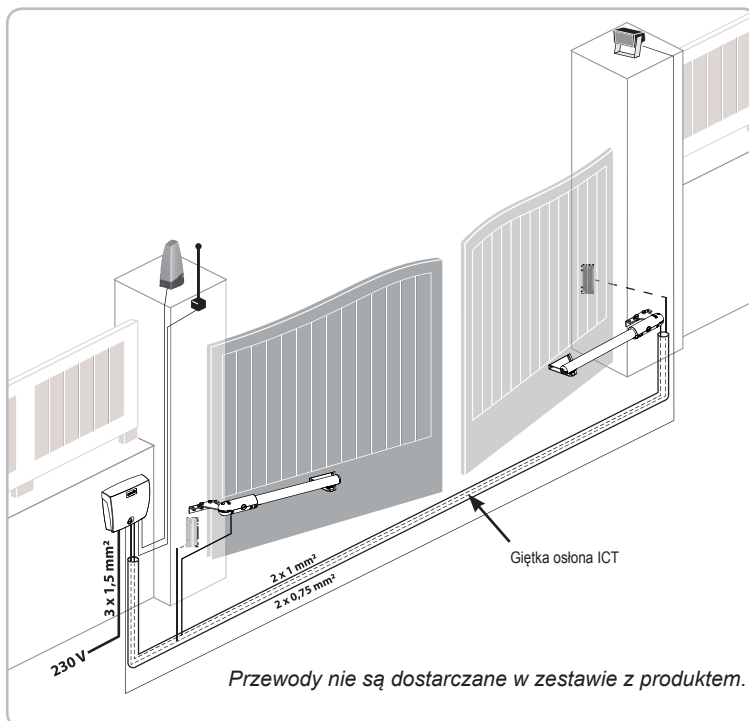 Giętka osłona ICT
2 x 1 mm²
2 x 0,75 mm²
3 x 1,5 mm²
230 V
Przewody nie są dostarczane w zestawie z produktem.